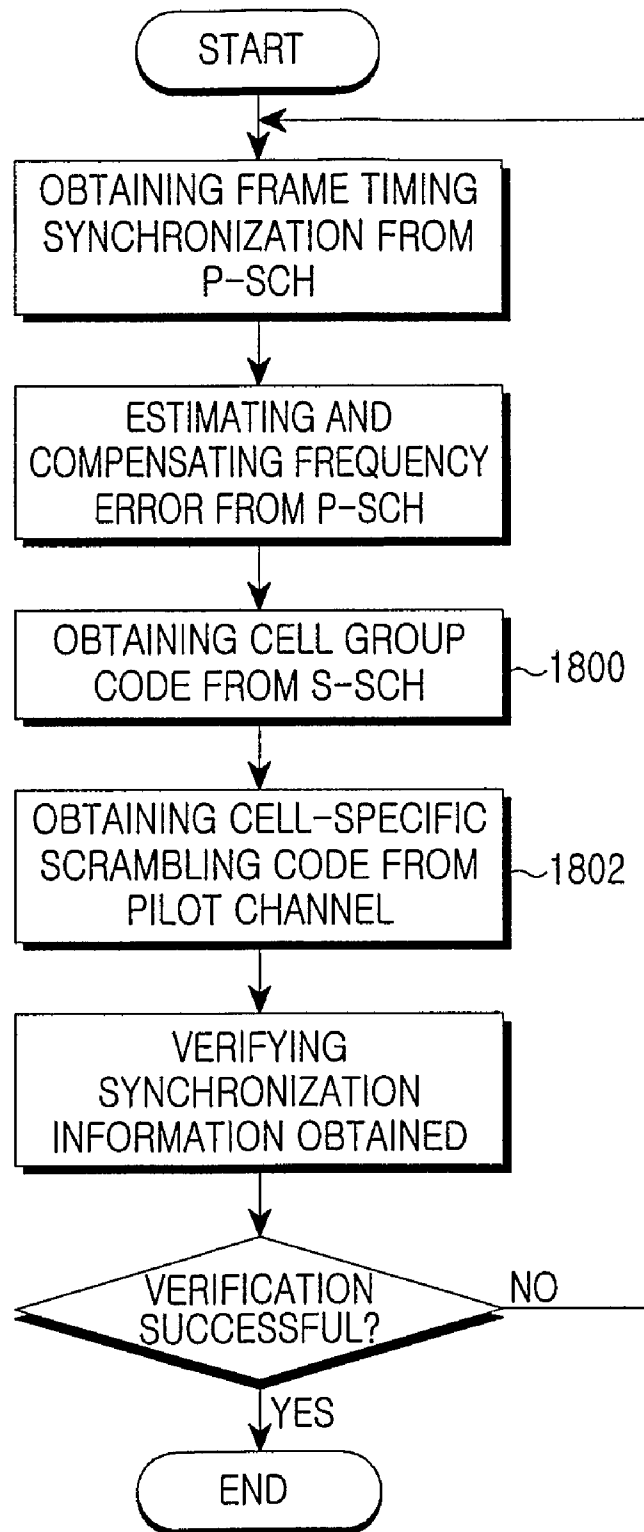 START
OBTAINING FRAME TIMING
SYNCHRONIZATION FROM
P-SCH
ESTIMATING AND
COMPENSATING FREQUENCY
ERROR FROM P-SCH
OBTAINING CELL GROUP
CODE FROM S-SCH
1800
OBTAINING CELL-SPECIFIC
SCRAMBLING CODE FROM
PILOT CHANNEL
1802
VERIFYING
SYNCHRONIZATION
INFORMATION OBTAINED
VERIFICATION
SUCCESSFUL?
NO
YES
END